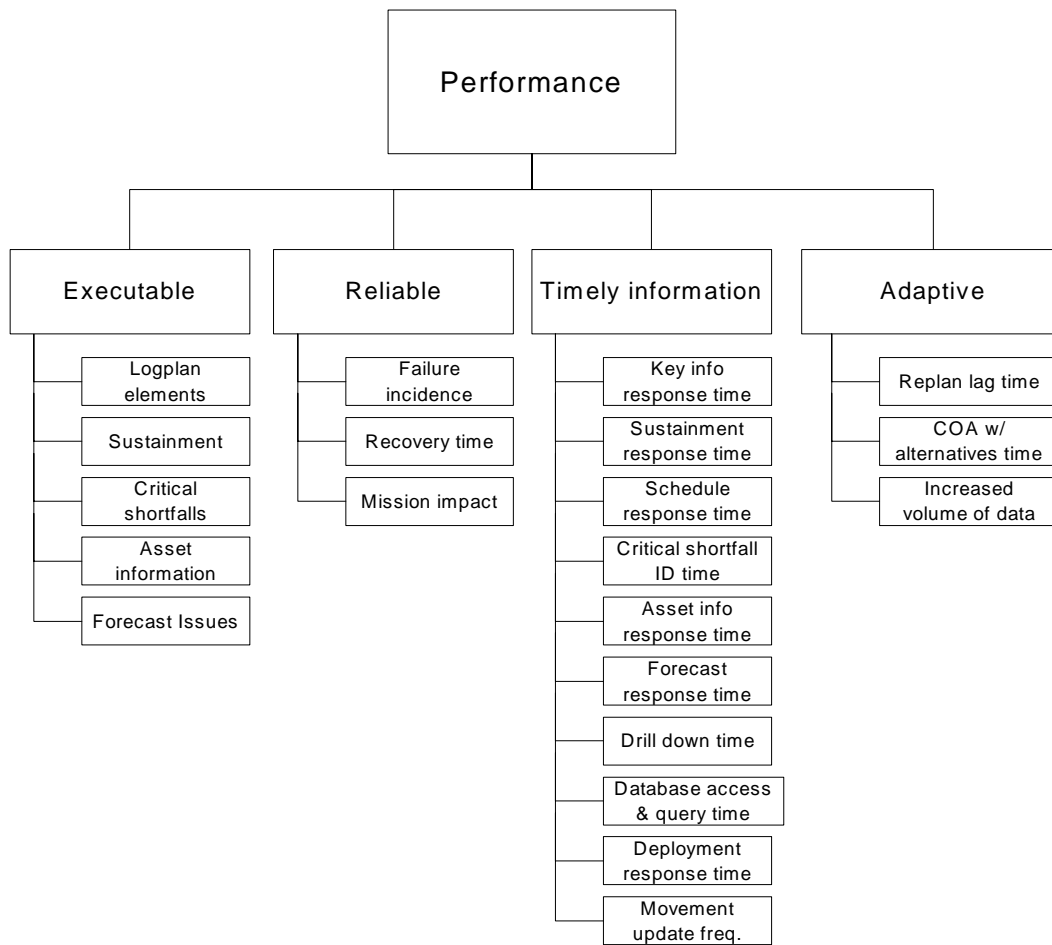 Performance
Executable
Reliable
Timely information
Adaptive
Logplan
elements
Sustainment
Critical
shortfalls
Asset
information
Forecast Issues
Failure
incidence
Recovery time
Mission impact
Key info
response time
Sustainment
response time
Schedule
response time
Critical shortfall
ID time
Asset info
response time
Forecast
response time
Drill down time
Database access
& query time
Deployment
response time
Movement
update freq.
Replan lag time
COA w/
alternatives time
Increased
volume of data